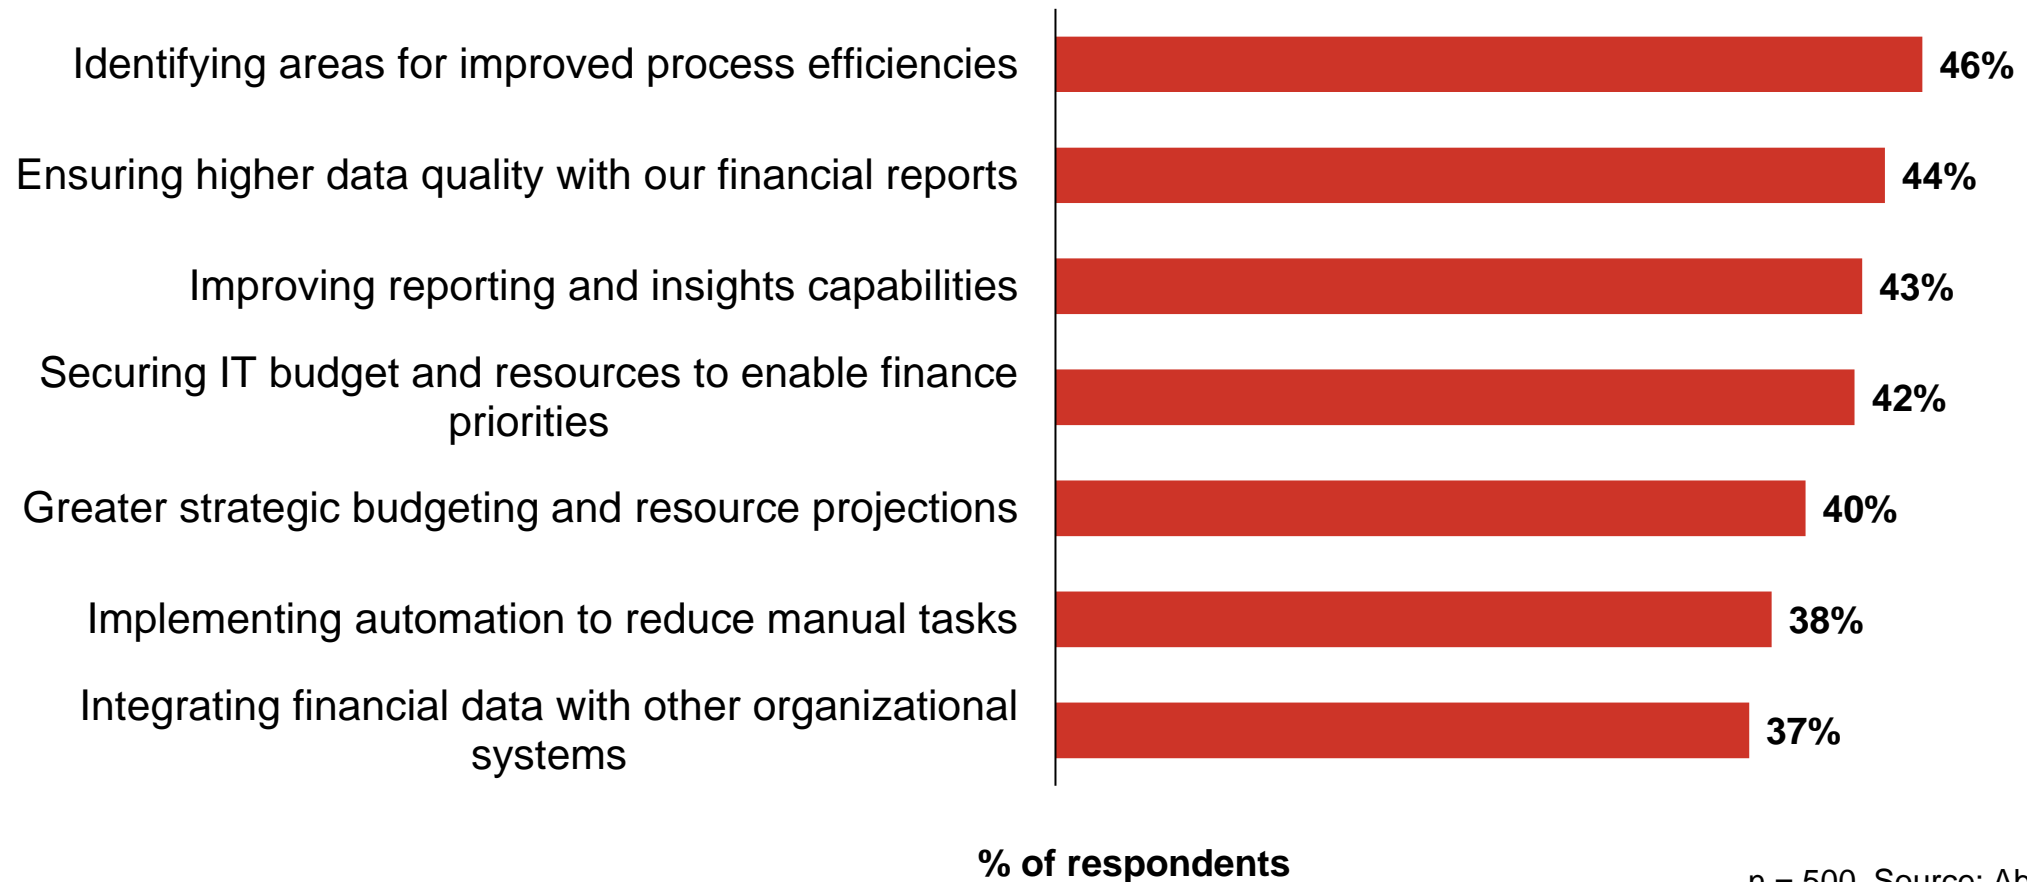 Identifying areas for improved process efficiencies
46%
Ensuring higher data quality with our financial reports
44%
Improving reporting and insights capabilities
43%
Securing IT budget and resources to enable finance
priorities
42%
Greater strategic budgeting and resource projections
40%
Implementing automation to reduce manual tasks
38%
Integrating financial data with other organizational
systems
37%
% of respondents
n = 500, Source: